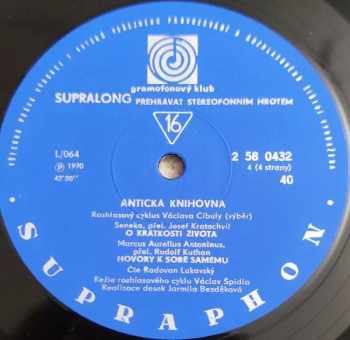 gramofonový klub
SUPRALONG PŘEHRÁVAT STEREOFONNÍM HROTEM
16
L/064
℗ 1970
2 58 0432
4 (4 strany)
40
ANTICKÁ KNIHOVNA
Rozhlasový cyklus Václava Cibuly (výběr)
Seneka, přel. Josef Kratochvíl
O KRÁTKOSTI ŽIVOTA
Marcus Aurelius Antoninus,
přel. Rudolf Kuthan
HOVORY K SOBĚ SAMÉMU
Čte Radovan Lukavský
Režie rozhlasového cyklu Václav Špidla
Realizace desek Jarmila Bezděková
SUPRAPHON